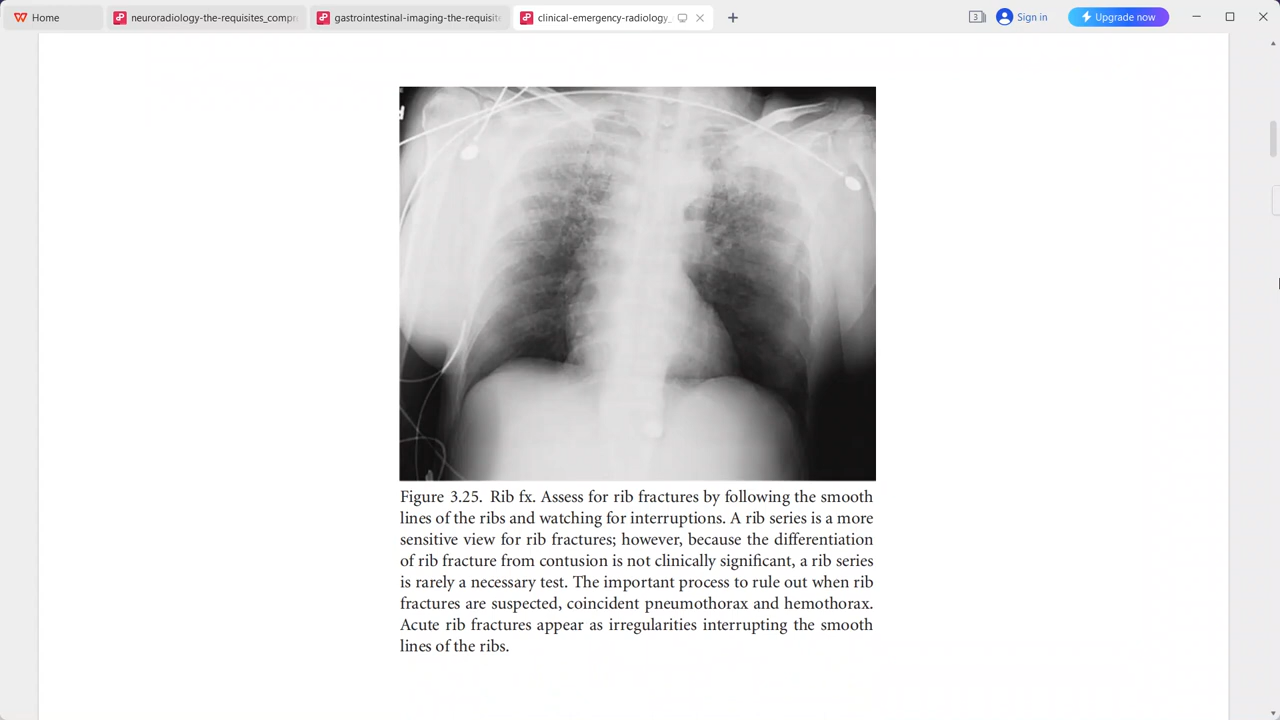 Home
neuroradiology-the-requisites_compr
gastrointestinal-imaging-the-requisite
clinical-emergency-radiology_
3
Sign in
Upgrade now
Figure 3.25. Rib fx. Assess for rib fractures by following the smooth
lines of the ribs and watching for interruptions. A rib series is a more
sensitive view for rib fractures; however, because the differentiation
of rib fracture from contusion is not clinically significant, a rib series
is rarely a necessary test. The important process to rule out when rib
fractures are suspected, coincident pneumothorax and hemothorax.
Acute rib fractures appear as irregularities interrupting the smooth
lines of the ribs.